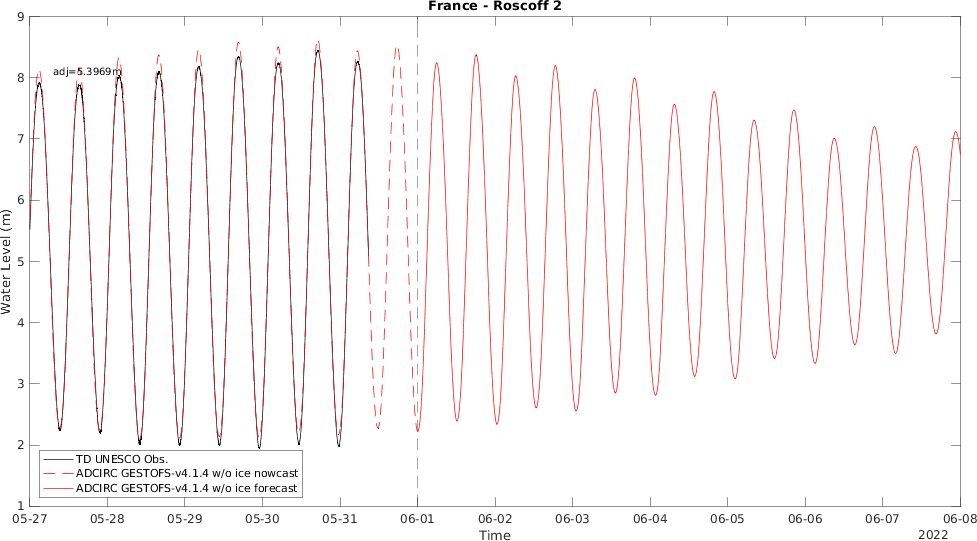 France - Roscoff 2
9
8
7
6
5
4
3
2
1
Water Level (m)
adj=5.3969m
TD UNESCO Obs.
ADCIRC GESTOFS-v4.1.4 w/o ice nowcast
ADCIRC GESTOFS-v4.1.4 w/o ice forecast
05-27 05-28 05-29 05-30 05-31 06-01 06-02 06-03 06-04 06-05 06-06 06-07 06-08
Time
2022